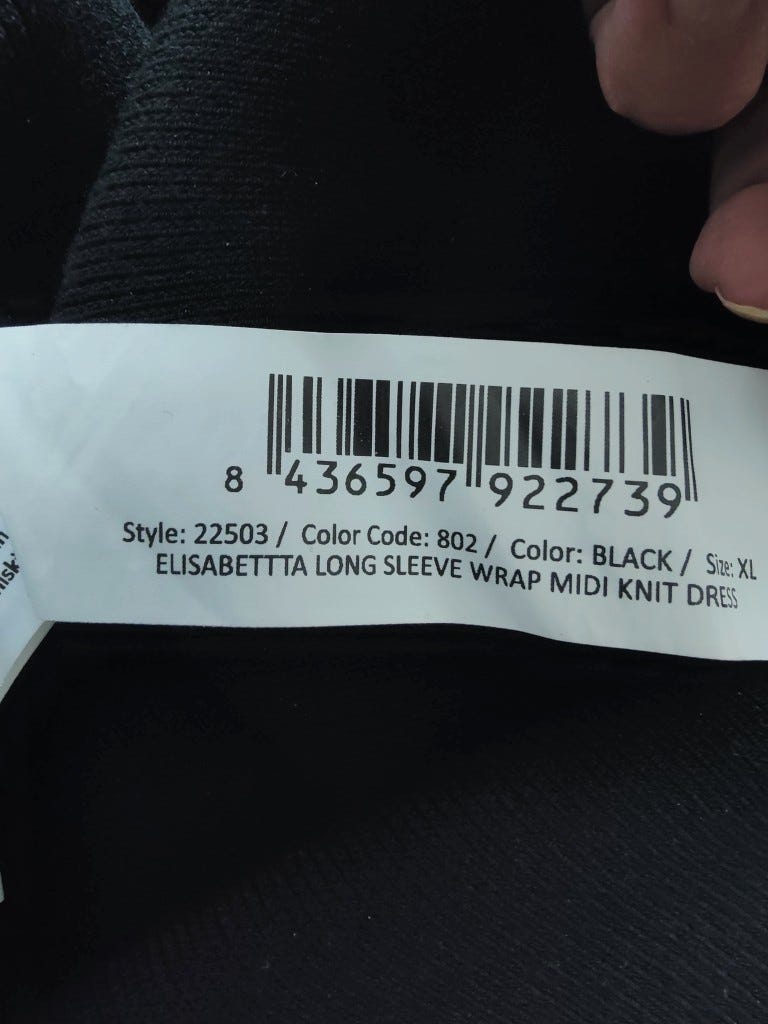 8 436597 922739
Style: 22503 / Color Code: 802 / Color: BLACK / Size: XL
ELISABETTTA LONG SLEEVE WRAP MIDI KNIT DRESS